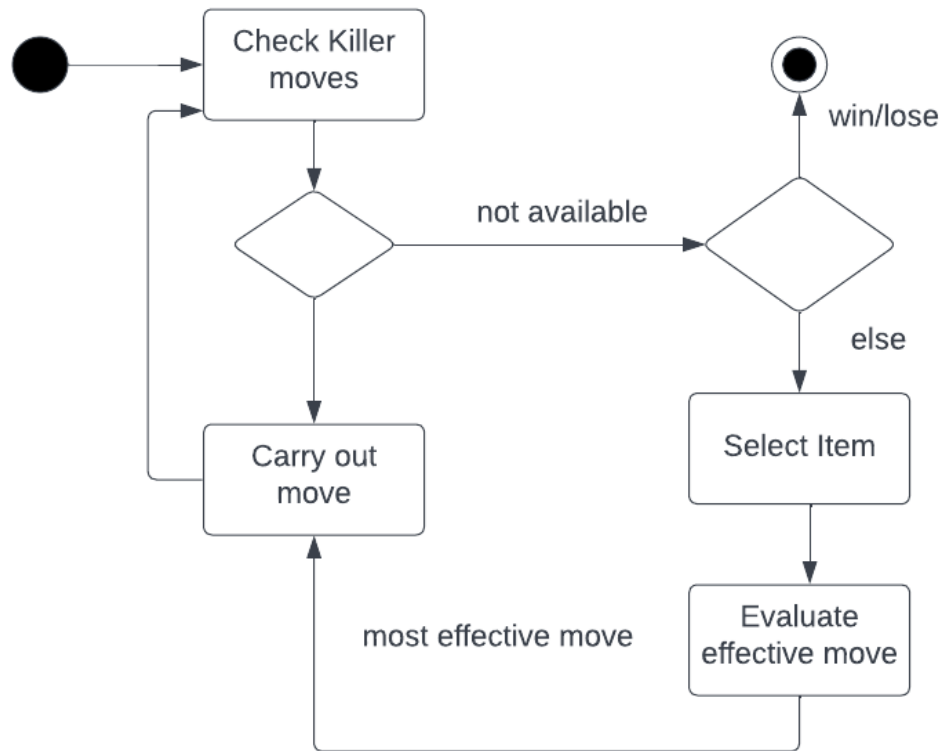 Check Killer
moves
win/lose
not available
else
Carry out
move
Select Item
most effective move
Evaluate
effective move